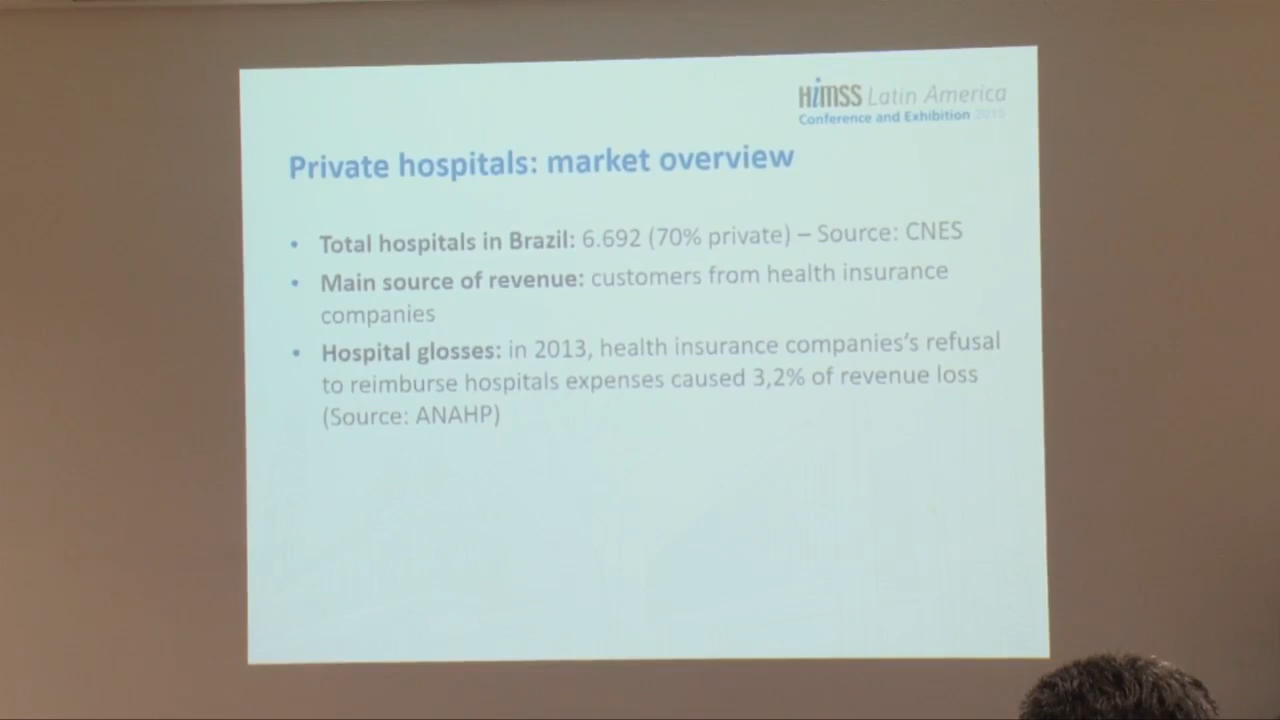 HIMSS Latin America
Conference and Exhibition 2015
Private hospitals: market overview
• Total hospitals in Brazil: 6.692 (70% private) – Source: CNES
• Main source of revenue: customers from health insurance
companies
• Hospital glosses: in 2013, health insurance companies's refusal
to reimburse hospitals expenses caused 3,2% of revenue loss
(Source: ANAHP)